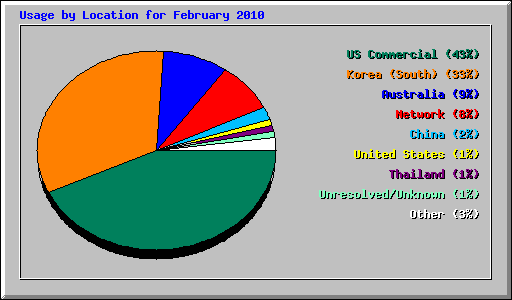 Usage by Location for February 2010
US Commercial (43%)
Korea (South) (33%)
Australia (9%)
Network (8%)
China (2%)
United States (1%)
Thailand (1%)
Unresolved/Unknown (1%)
Other (3%)